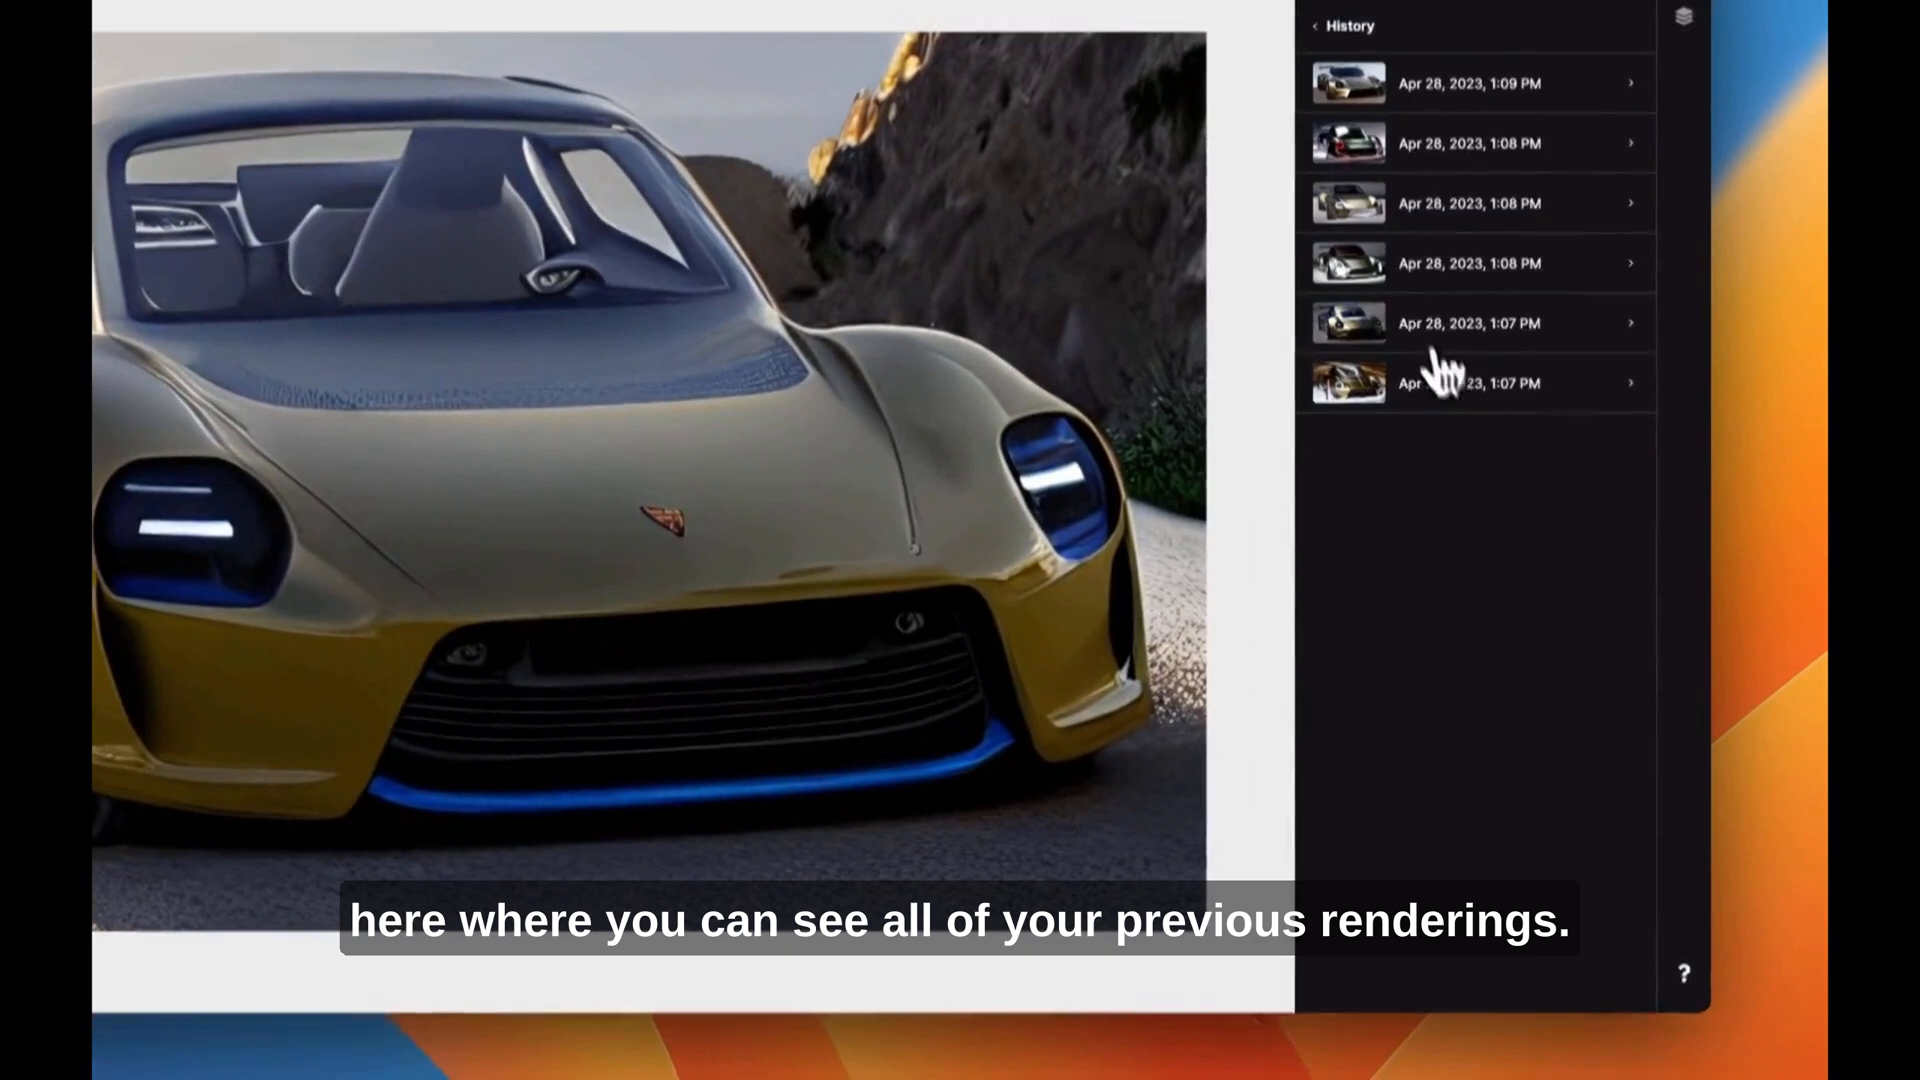 History
Apr 28, 2023, 1:09 PM
Apr 28, 2023, 1:08 PM
Apr 28, 2023, 1:08 PM
Apr 28, 2023, 1:08 PM
Apr 28, 2023, 1:07 PM
Apr 23, 1:07 PM
here where you can see all of your previous renderings.
?